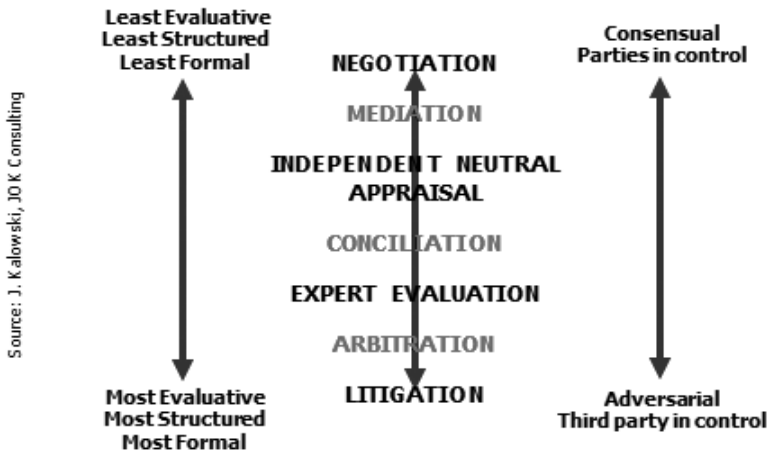 Least Evaluative
Least Structured
Least Formal
NEGOTIATION
MEDIATION
INDEPENDENT NEUTRAL
APPRAISAL
CONCILIATION
EXPERT EVALUATION
ARBITRATION
LITIGATION
Most Evaluative
Most Structured
Most Formal
Consensual
Parties in control
Adversarial
Third party in control
Source: J. Kalowski, JOK Consulting